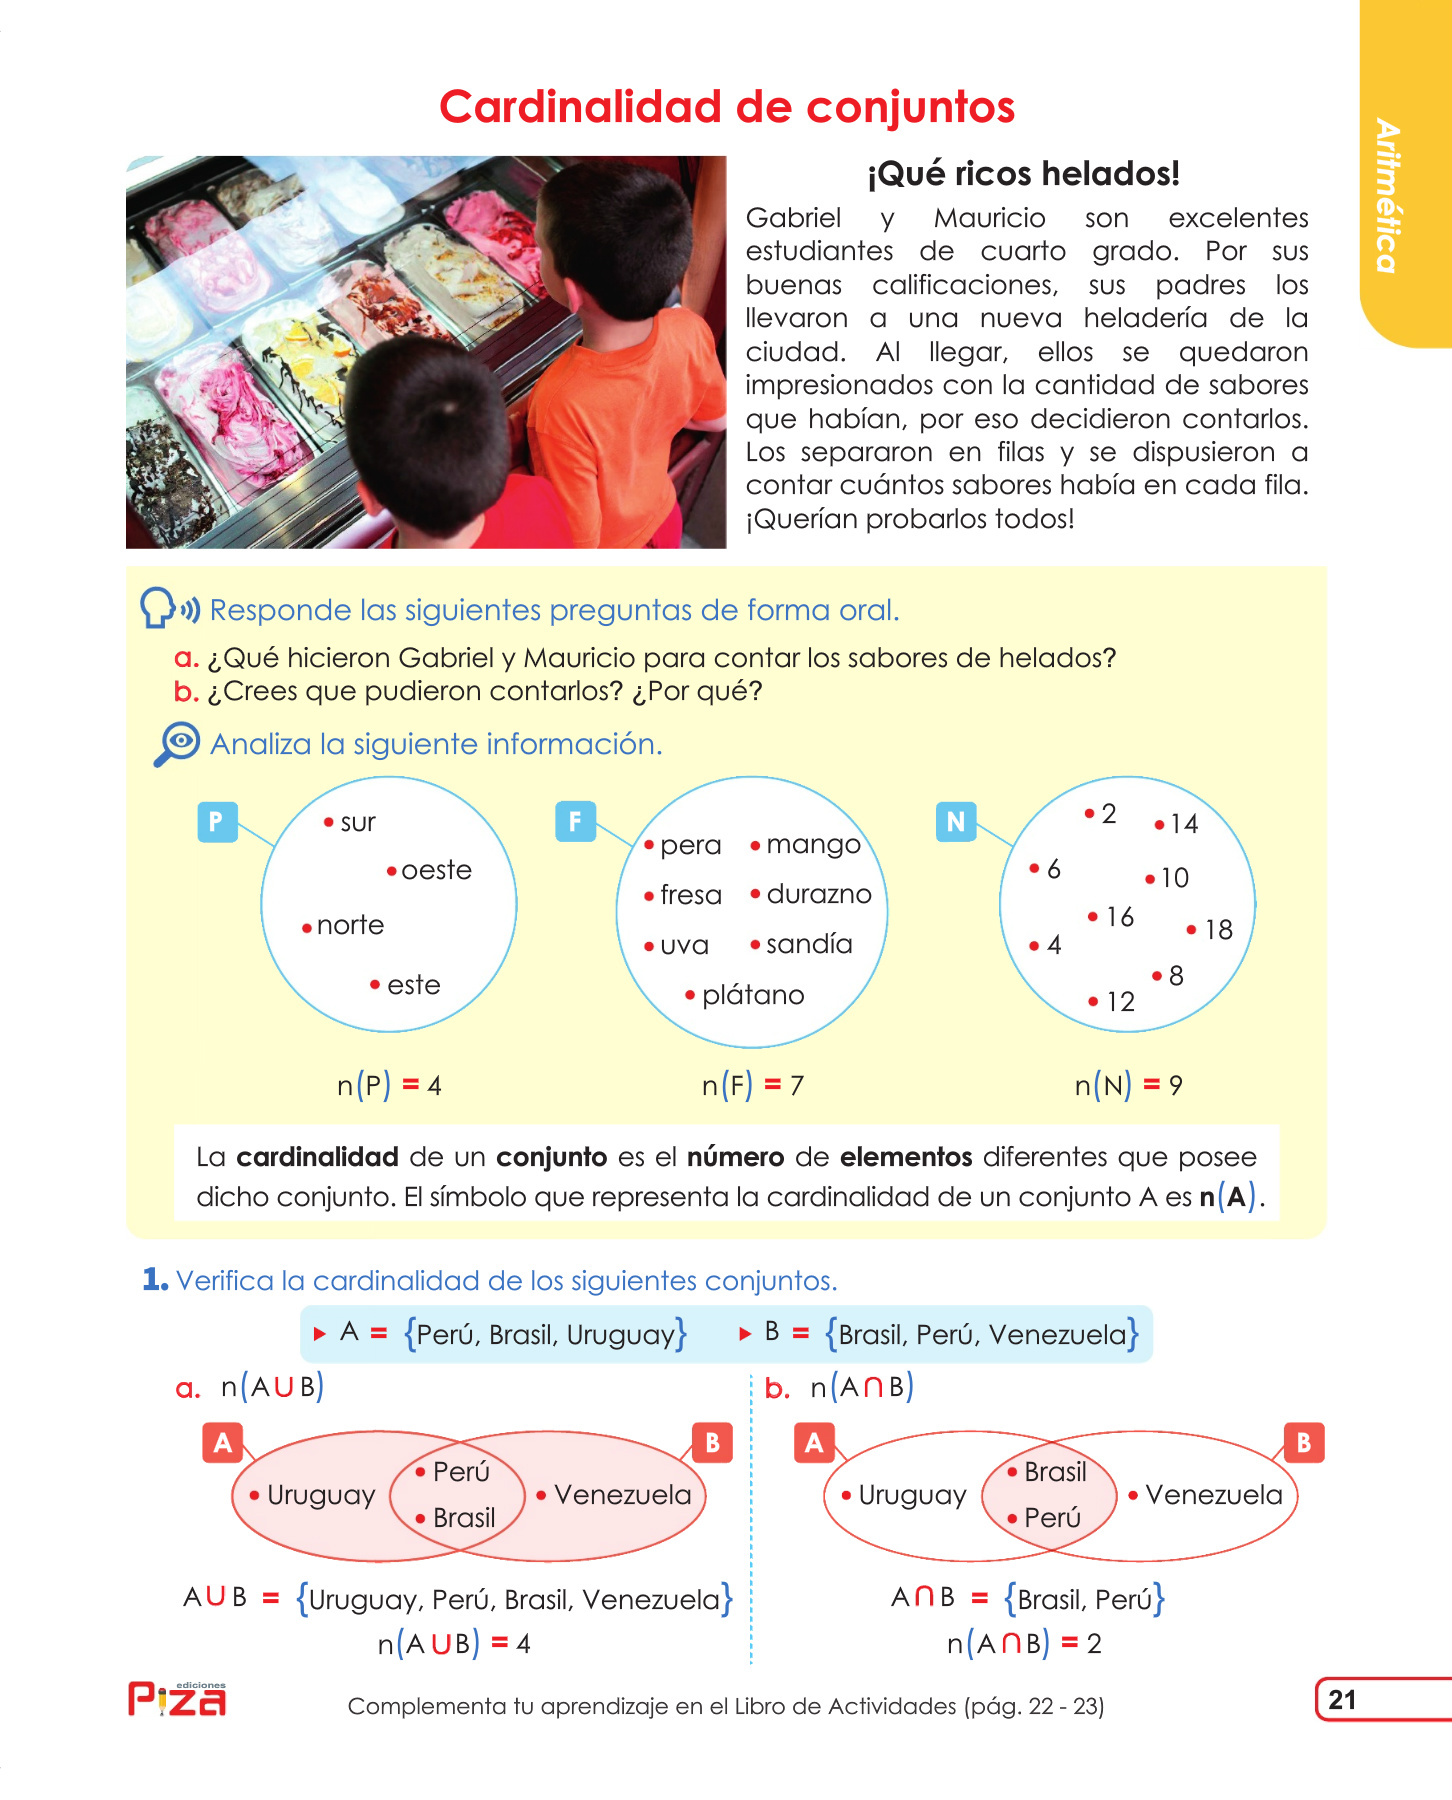 Cardinalidad de conjuntos
Aritmética
¡Qué ricos helados!
Gabriel y Mauricio son excelentes
estudiantes de cuarto grado. Por sus
buenas calificaciones, sus padres los
llevaron a una nueva heladería de la
ciudad. Al llegar, ellos se quedaron
impresionados con la cantidad de sabores
que habían, por eso decidieron contarlos.
Los separaron en filas y se dispusieron a
contar cuántos sabores había en cada fila.
¡Querían probarlos todos!
Responde las siguientes preguntas de forma oral.
a. ¿Qué hicieron Gabriel y Mauricio para contar los sabores de helados?
b. ¿Crees que pudieron contarlos? ¿Por qué?
Analiza la siguiente información.
P
• sur
• oeste
• norte
• este
n(P) = 4
F
• pera • mango
• fresa • durazno
• uva • sandía
• plátano
n(F) = 7
N
• 2
• 14
• 6
• 10
• 16
• 18
• 4
• 8
• 12
n(N) = 9
La cardinalidad de un conjunto es el número de elementos diferentes que posee
dicho conjunto. El símbolo que representa la cardinalidad de un conjunto A es n(A).
1. Verifica la cardinalidad de los siguientes conjuntos.
▶ A = {Perú, Brasil, Uruguay} ▶ B = {Brasil, Perú, Venezuela}
a. n(A∪B)
A
B
• Uruguay
• Perú
• Brasil
• Venezuela
A∪B = {Uruguay, Perú, Brasil, Venezuela}
n(A∪B) = 4
b. n(A∩B)
A
B
• Uruguay
• Brasil
• Perú
• Venezuela
A∩B = {Brasil, Perú}
n(A∩B) = 2
ediciones
Piza
Complementa tu aprendizaje en el Libro de Actividades (pág. 22 - 23)
21